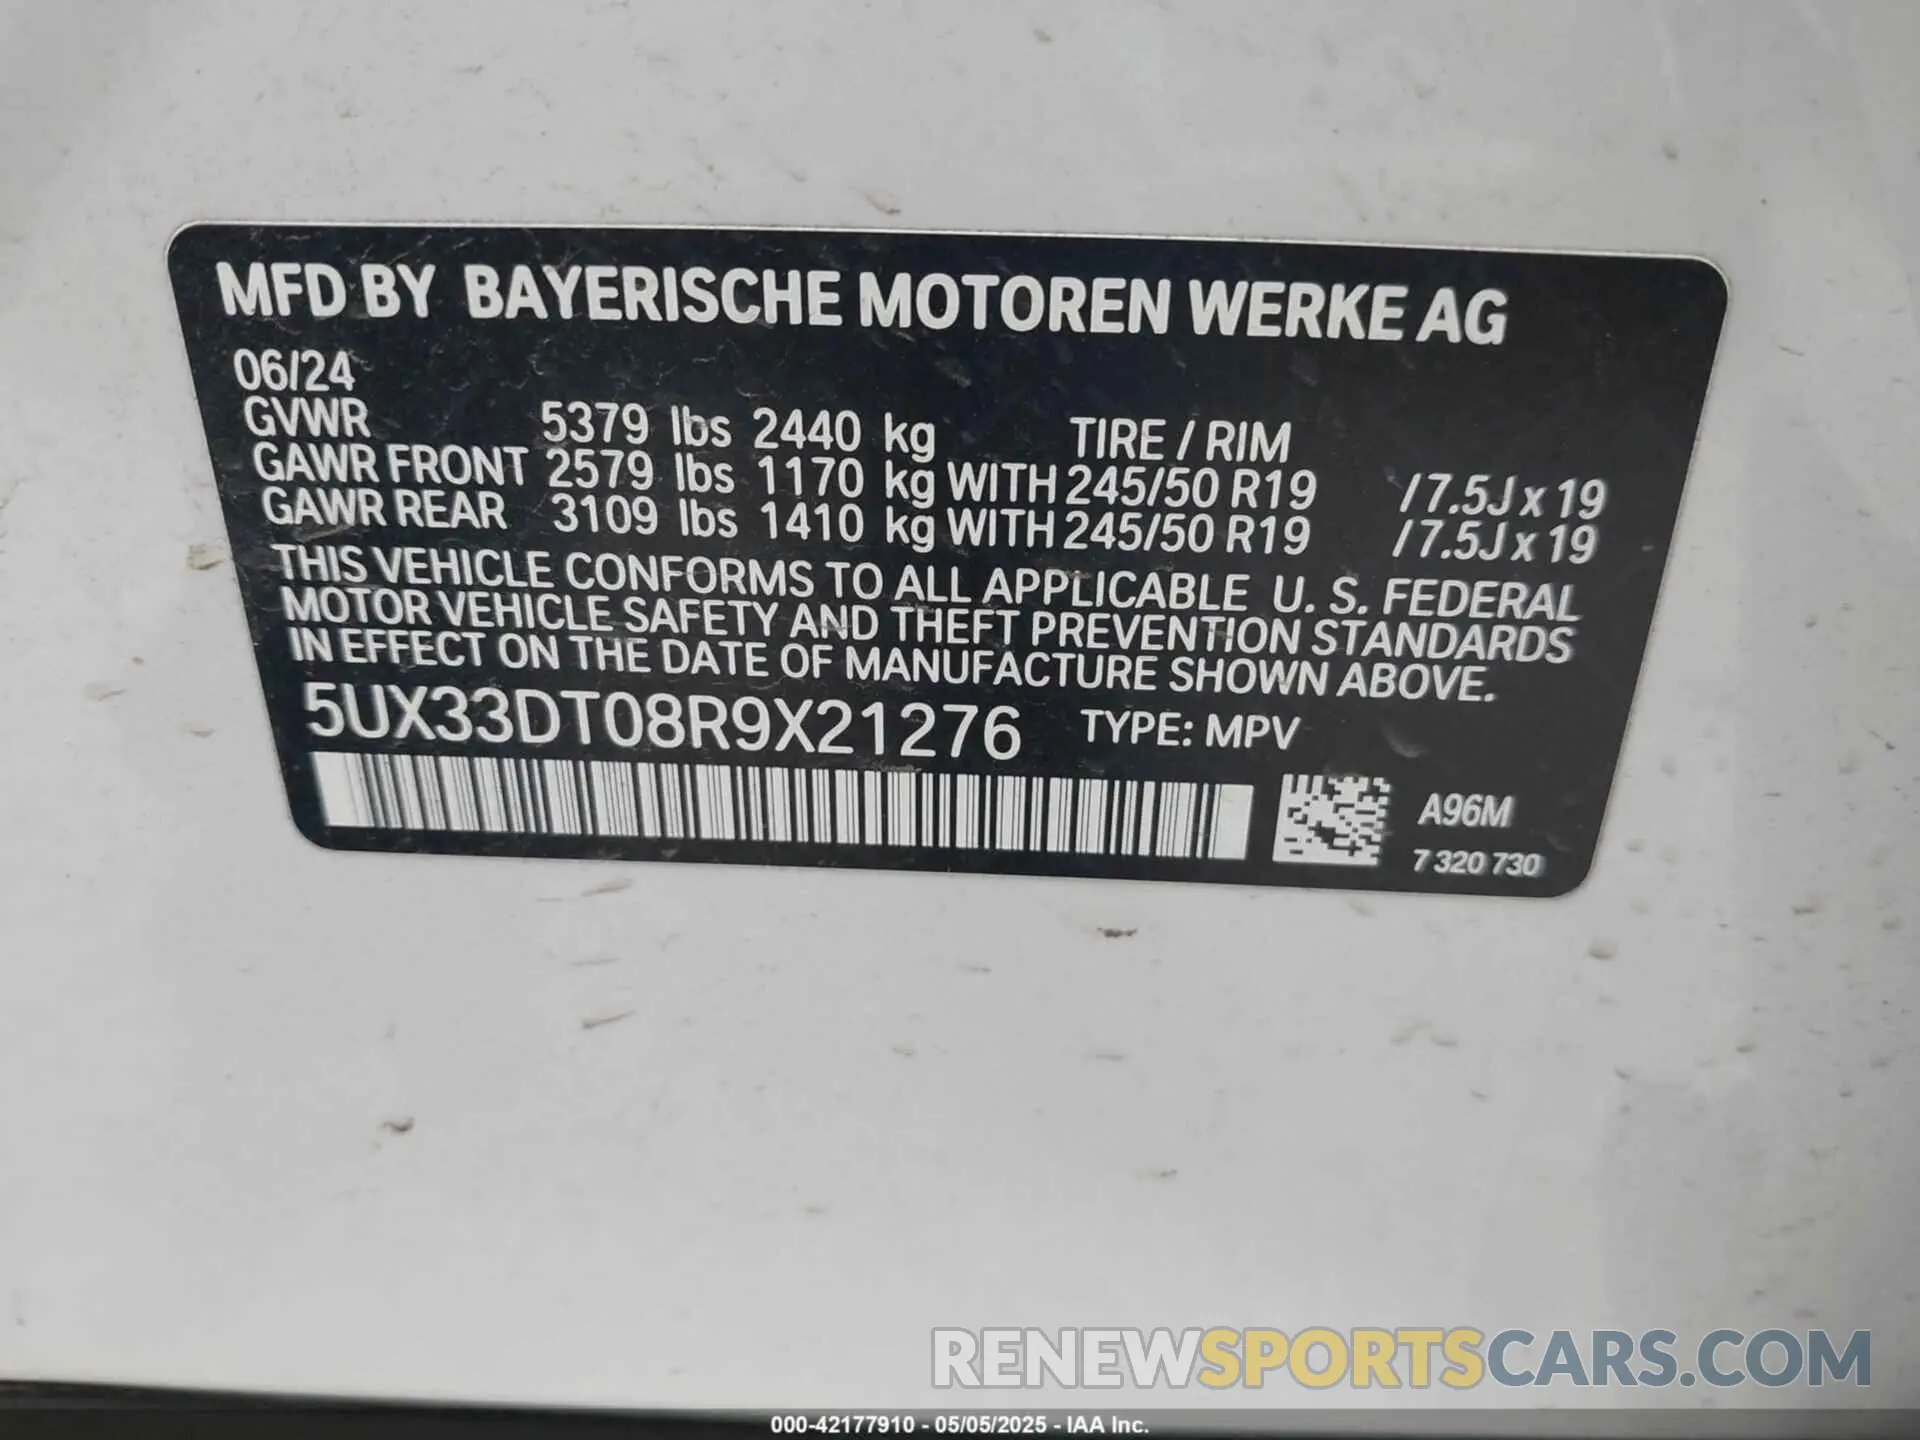 MFD BY BAYERISCHE MOTOREN WERKE AG
06/24
GVWR 5379 lbs 2440 kg TIRE / RIM
GAWR FRONT 2579 lbs 1170 kg WITH 245/50 R19 / 7.5J x 19
GAWR REAR 3109 lbs 1410 kg WITH 245/50 R19 / 7.5J x 19
THIS VEHICLE CONFORMS TO ALL APPLICABLE U. S. FEDERAL
MOTOR VEHICLE SAFETY AND THEFT PREVENTION STANDARDS
IN EFFECT ON THE DATE OF MANUFACTURE SHOWN ABOVE.
5UX33DT08R9X21276 TYPE: MPV
A96M
7 320 730
RENEWSPORTSCARS.COM
000-42177910 - 05/05/2025 - IAA Inc.